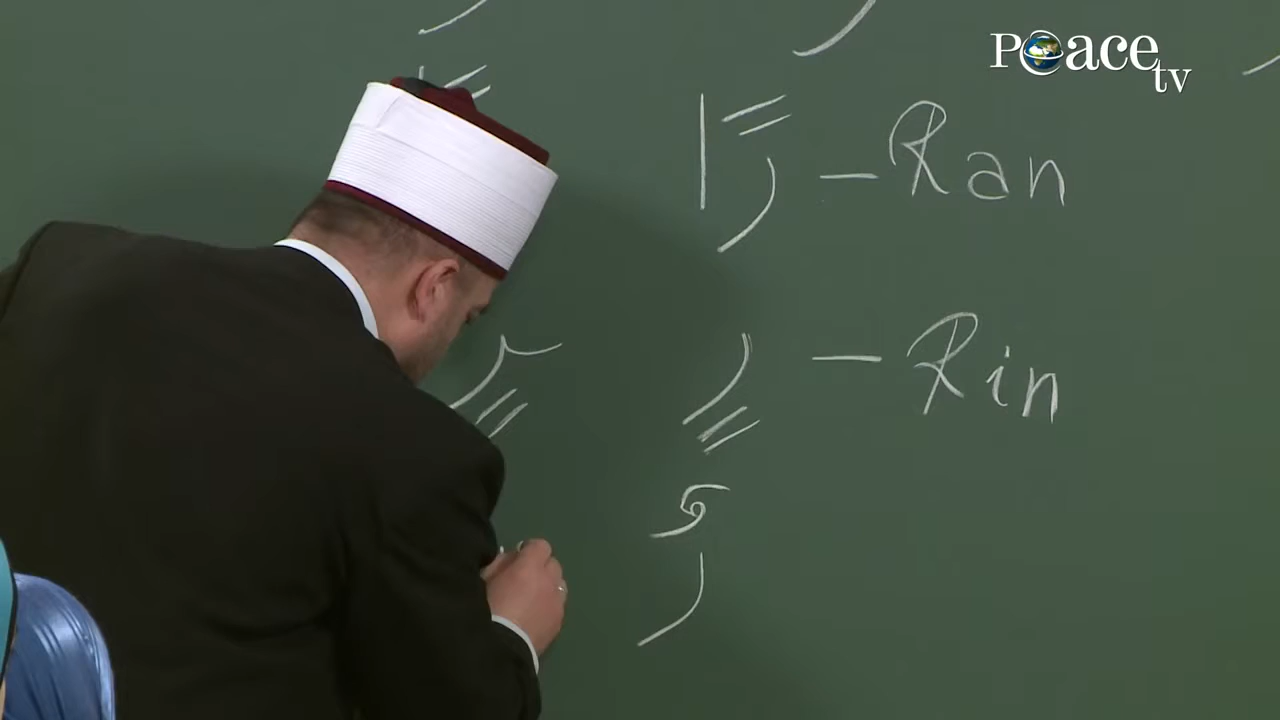 Peace tv
رًا – Ran
رٍ – Rin
رٌ